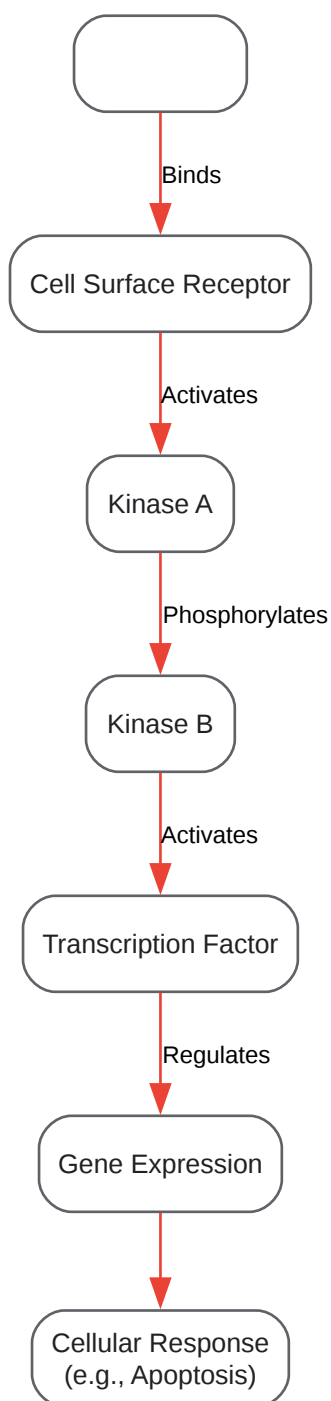 Binds
Cell Surface Receptor
Activates
Kinase A
Phosphorylates
Kinase B
Activates
Transcription Factor
Regulates
Gene Expression
Cellular Response
(e.g., Apoptosis)